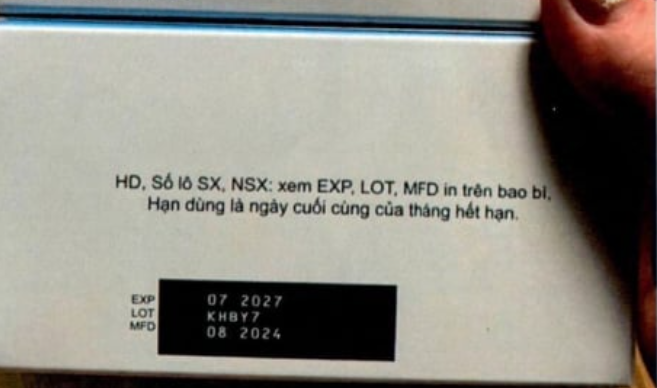 HD, Số lô SX, NSX: xem EXP, LOT, MFD in trên bao bì,
Hạn dùng là ngày cuối cùng của tháng hết hạn.
EXP 07 2027
LOT KHBY7
MFD 08 2024